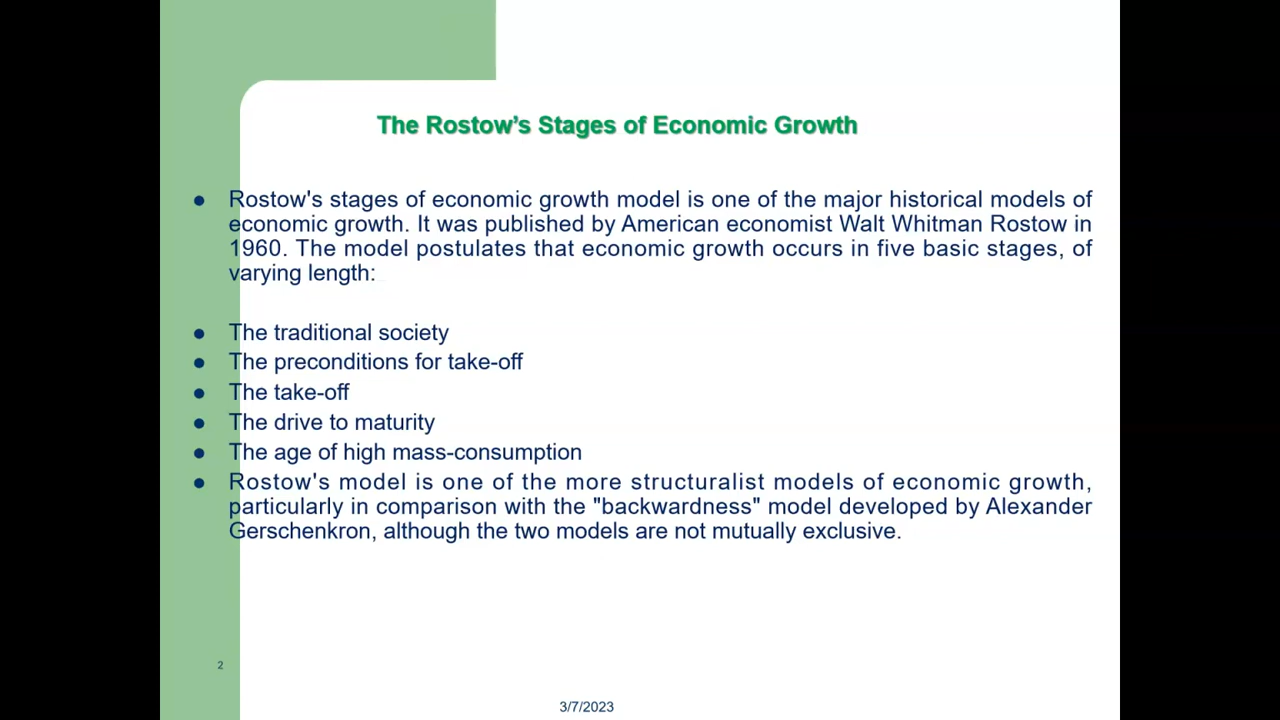 The Rostow’s Stages of Economic Growth
● Rostow's stages of economic growth model is one of the major historical models of
economic growth. It was published by American economist Walt Whitman Rostow in
1960. The model postulates that economic growth occurs in five basic stages, of
varying length:
● The traditional society
● The preconditions for take-off
● The take-off
● The drive to maturity
● The age of high mass-consumption
● Rostow's model is one of the more structuralist models of economic growth,
particularly in comparison with the "backwardness" model developed by Alexander
Gerschenkron, although the two models are not mutually exclusive.
2
3/7/2023